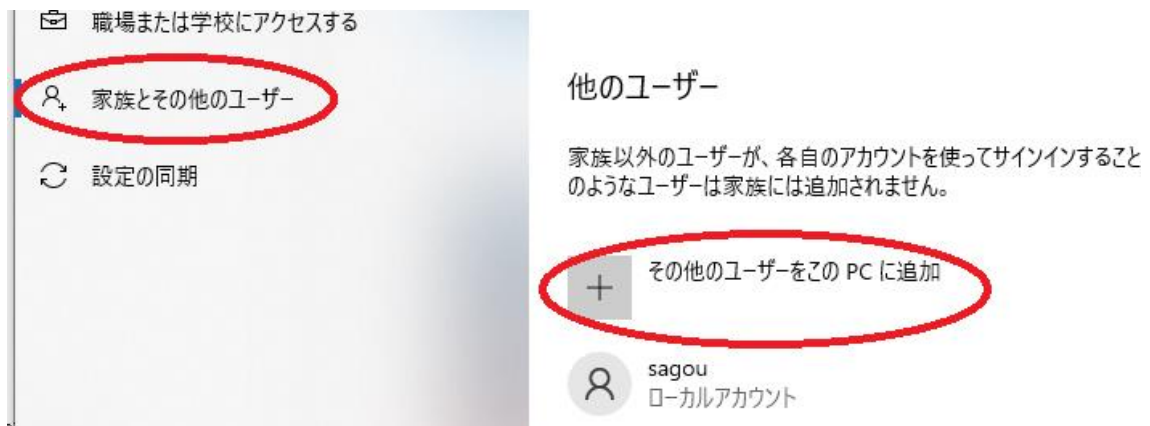 職場または学校にアクセスする
家族とその他のユーザー
設定の同期
他のユーザー
家族以外のユーザーが、各自のアカウントを使ってサインインすること
のようなユーザーは家族には追加されません。
その他のユーザーをこの PC に追加
sagou
ローカルアカウント